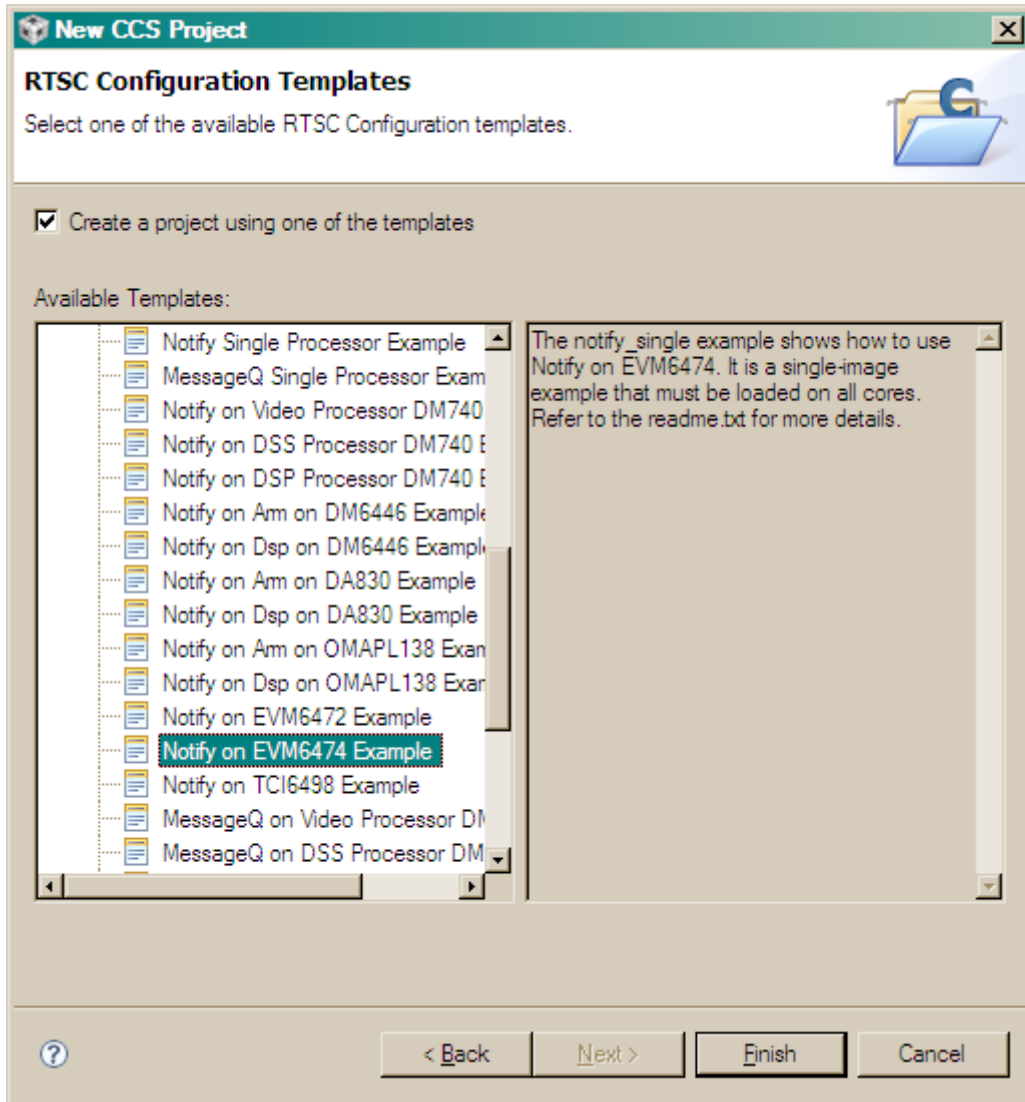 New CCS Project
RTSC Configuration Templates
Select one of the available RTSC Configuration templates.
Create a project using one of the templates
Available Templates:
Notify Single Processor Example
MessageQ Single Processor Exam
Notify on Video Processor DM740
Notify on DSS Processor DM740 E
Notify on DSP Processor DM740 E
Notify on Arm on DM6446 Example
Notify on Dsp on DM6446 Example
Notify on Arm on DA830 Example
Notify on Dsp on DA830 Example
Notify on Arm on OMAPL138 Exam
Notify on Dsp on OMAPL138 Exam
Notify on EVM6472 Example
Notify on EVM6474 Example
Notify on TCI6498 Example
MessageQ on Video Processor DM
MessageQ on DSS Processor DM
The notify_single example shows how to use
Notify on EVM6474. It is a single-image
example that must be loaded on all cores.
Refer to the readme.txt for more details.
< Back
Next >
Finish
Cancel